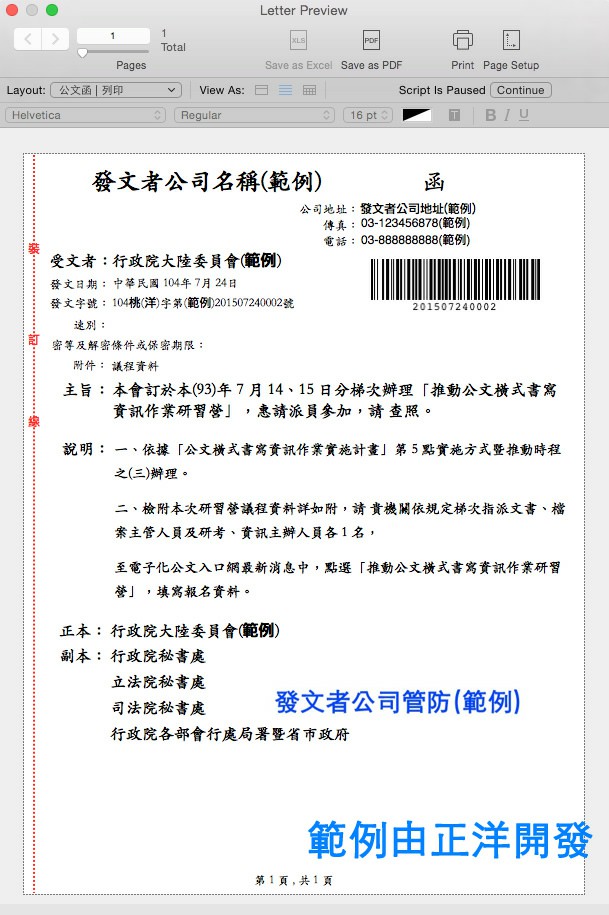 Letter Preview
1
1
Total
Pages
XLS
Save as Excel
PDF
Save as PDF
Print
Page Setup
Layout: 公文函 | 列印
View As:
Script Is Paused
Continue
Helvetica
Regular
16 pt
T
B I U
發文者公司名稱(範例)
函
公司地址：發文者公司地址(範例)
傳真：03-123456878(範例)
電話：03-888888888(範例)
裝
訂
線
受文者：行政院大陸委員會(範例)
發文日期：中華民國 104年 7月 24日
發文字號：104桃(洋)字第(範例)201507240002號
201507240002
速別：
密等及解密條件或保密期限：
附件：議程資料
主旨：本會訂於本(93)年 7 月 14、15 日分梯次辦理「推動公文橫式書寫
資訊作業研習營」，惠請派員參加，請 查照。
說明：一、依據「公文橫式書寫資訊作業實施計畫」第 5 點實施方式暨推動時程
之(三)辦理。
二、檢附本次研習營議程資料詳如附，請 貴機關依規定梯次指派文書、檔
案主管人員及研考、資訊主辦人員各 1 名，
至電子化公文入口網最新消息中，點選「推動公文橫式書寫資訊作業研習
營」，填寫報名資料。
正本：行政院大陸委員會(範例)
副本：行政院秘書處
立法院秘書處
司法院秘書處
行政院各部會行處局署暨省市政府
發文者公司管防(範例)
範例由正洋開發
第 1 頁 , 共 1 頁